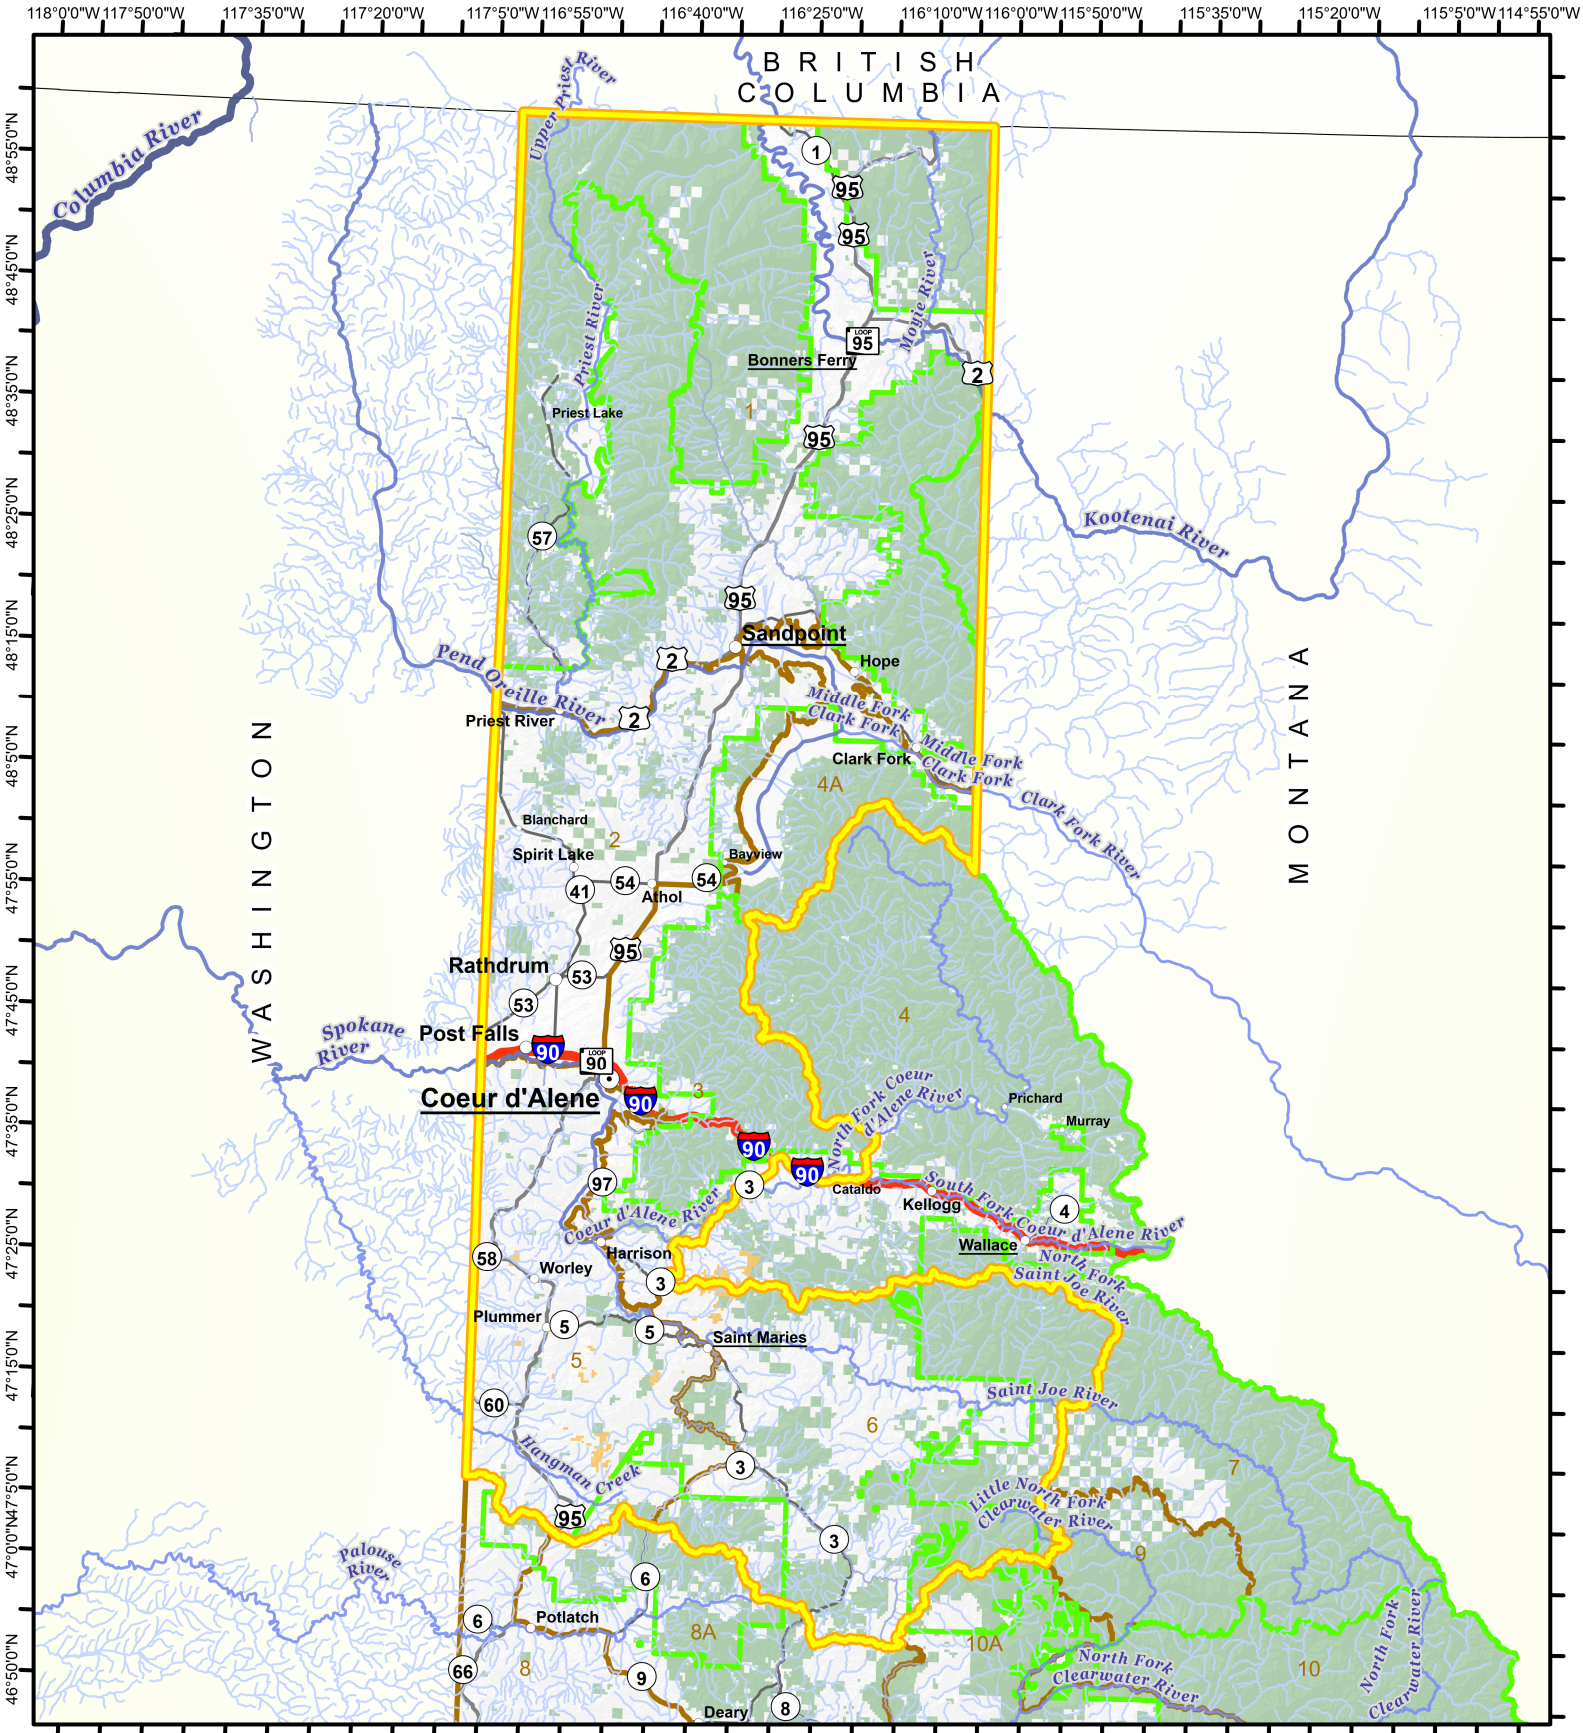 118°0'0"W
117°35'0"W
117°20'0"W
117°5'0"W
116°55'0"W
116°40'0"W
116°25'0"W
116°10'0"W
116°0'0"W
115°50'0"W
115°35'0"W
115°20'0"W
115°5'0"W
114°55'0"W
BRITISH
COLUMBIA
Upper Priest River
Columbia River
48°55'0"N
1
95
95
48°45'0"N
Moyie River
Priest River
LOOP
95
Bonners Ferry
2
48°35'0"N
Priest Lake
1
95
48°25'0"N
57
Kootenai River
95
48°15'0"N
Sandpoint
2
Hope
Pend Oreille River
Middle Fork
Clark Fork
Priest River
2
48°5'0"N
Clark Fork
Middle Fork
Clark Fork
Clark Fork River
4A
WASHINGTON
MONTANA
Blanchard
2
Spirit Lake
Bayview
47°55'0"N
41
54
54
Athol
95
Rathdrum
53
53
47°45'0"N
4
Spokane
River
Post Falls
90
LOOP
90
Coeur d'Alene
90
3
47°35'0"N
North Fork Coeur
d'Alene River
Prichard
Murray
90
90
97
3
Cataldo
South Fork Coeur d'Alene River
Kellogg
4
Coeur d'Alene River
47°25'0"N
58
Harrison
Wallace
North Fork
Saint Joe River
Worley
3
Plummer
5
5
Saint Maries
47°15'0"N
5
60
Saint Joe River
6
Hangman Creek
3
7
47°5'0"N
Little North Fork
Clearwater River
95
47°0'0"N
3
9
Palouse
River
6
6
Potlatch
8A
10A
46°50'0"N
66
8
9
North Fork
Clearwater River
10
North Fork
Clearwater River
Deary
8